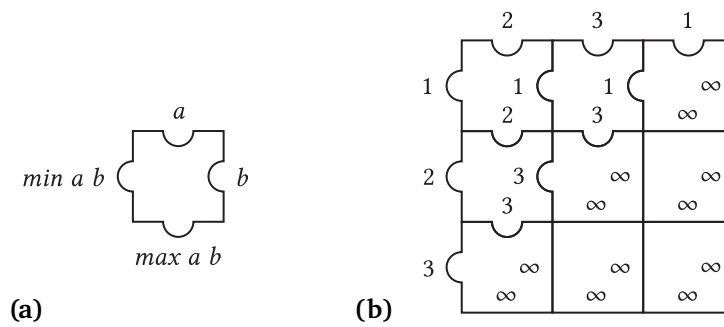 a
min a b
b
max a b
(a)
2 3 1
1 1 1 ∞
2 3 ∞
2 3 ∞ ∞
3 ∞ ∞
3 ∞ ∞ ∞
∞ ∞ ∞
(b)